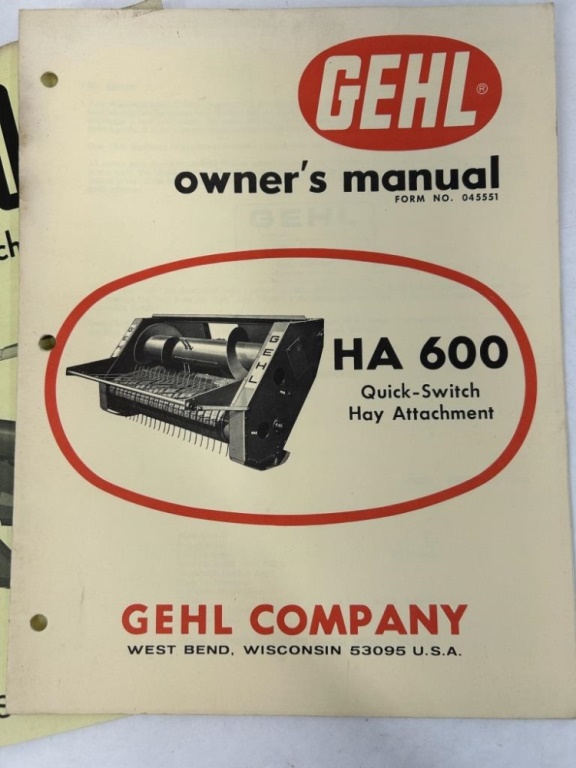 GEHL®
owner's manual
FORM NO. 045551
GEHL
HA 600
Quick-Switch
Hay Attachment
GEHL COMPANY
WEST BEND, WISCONSIN 53095 U.S.A.